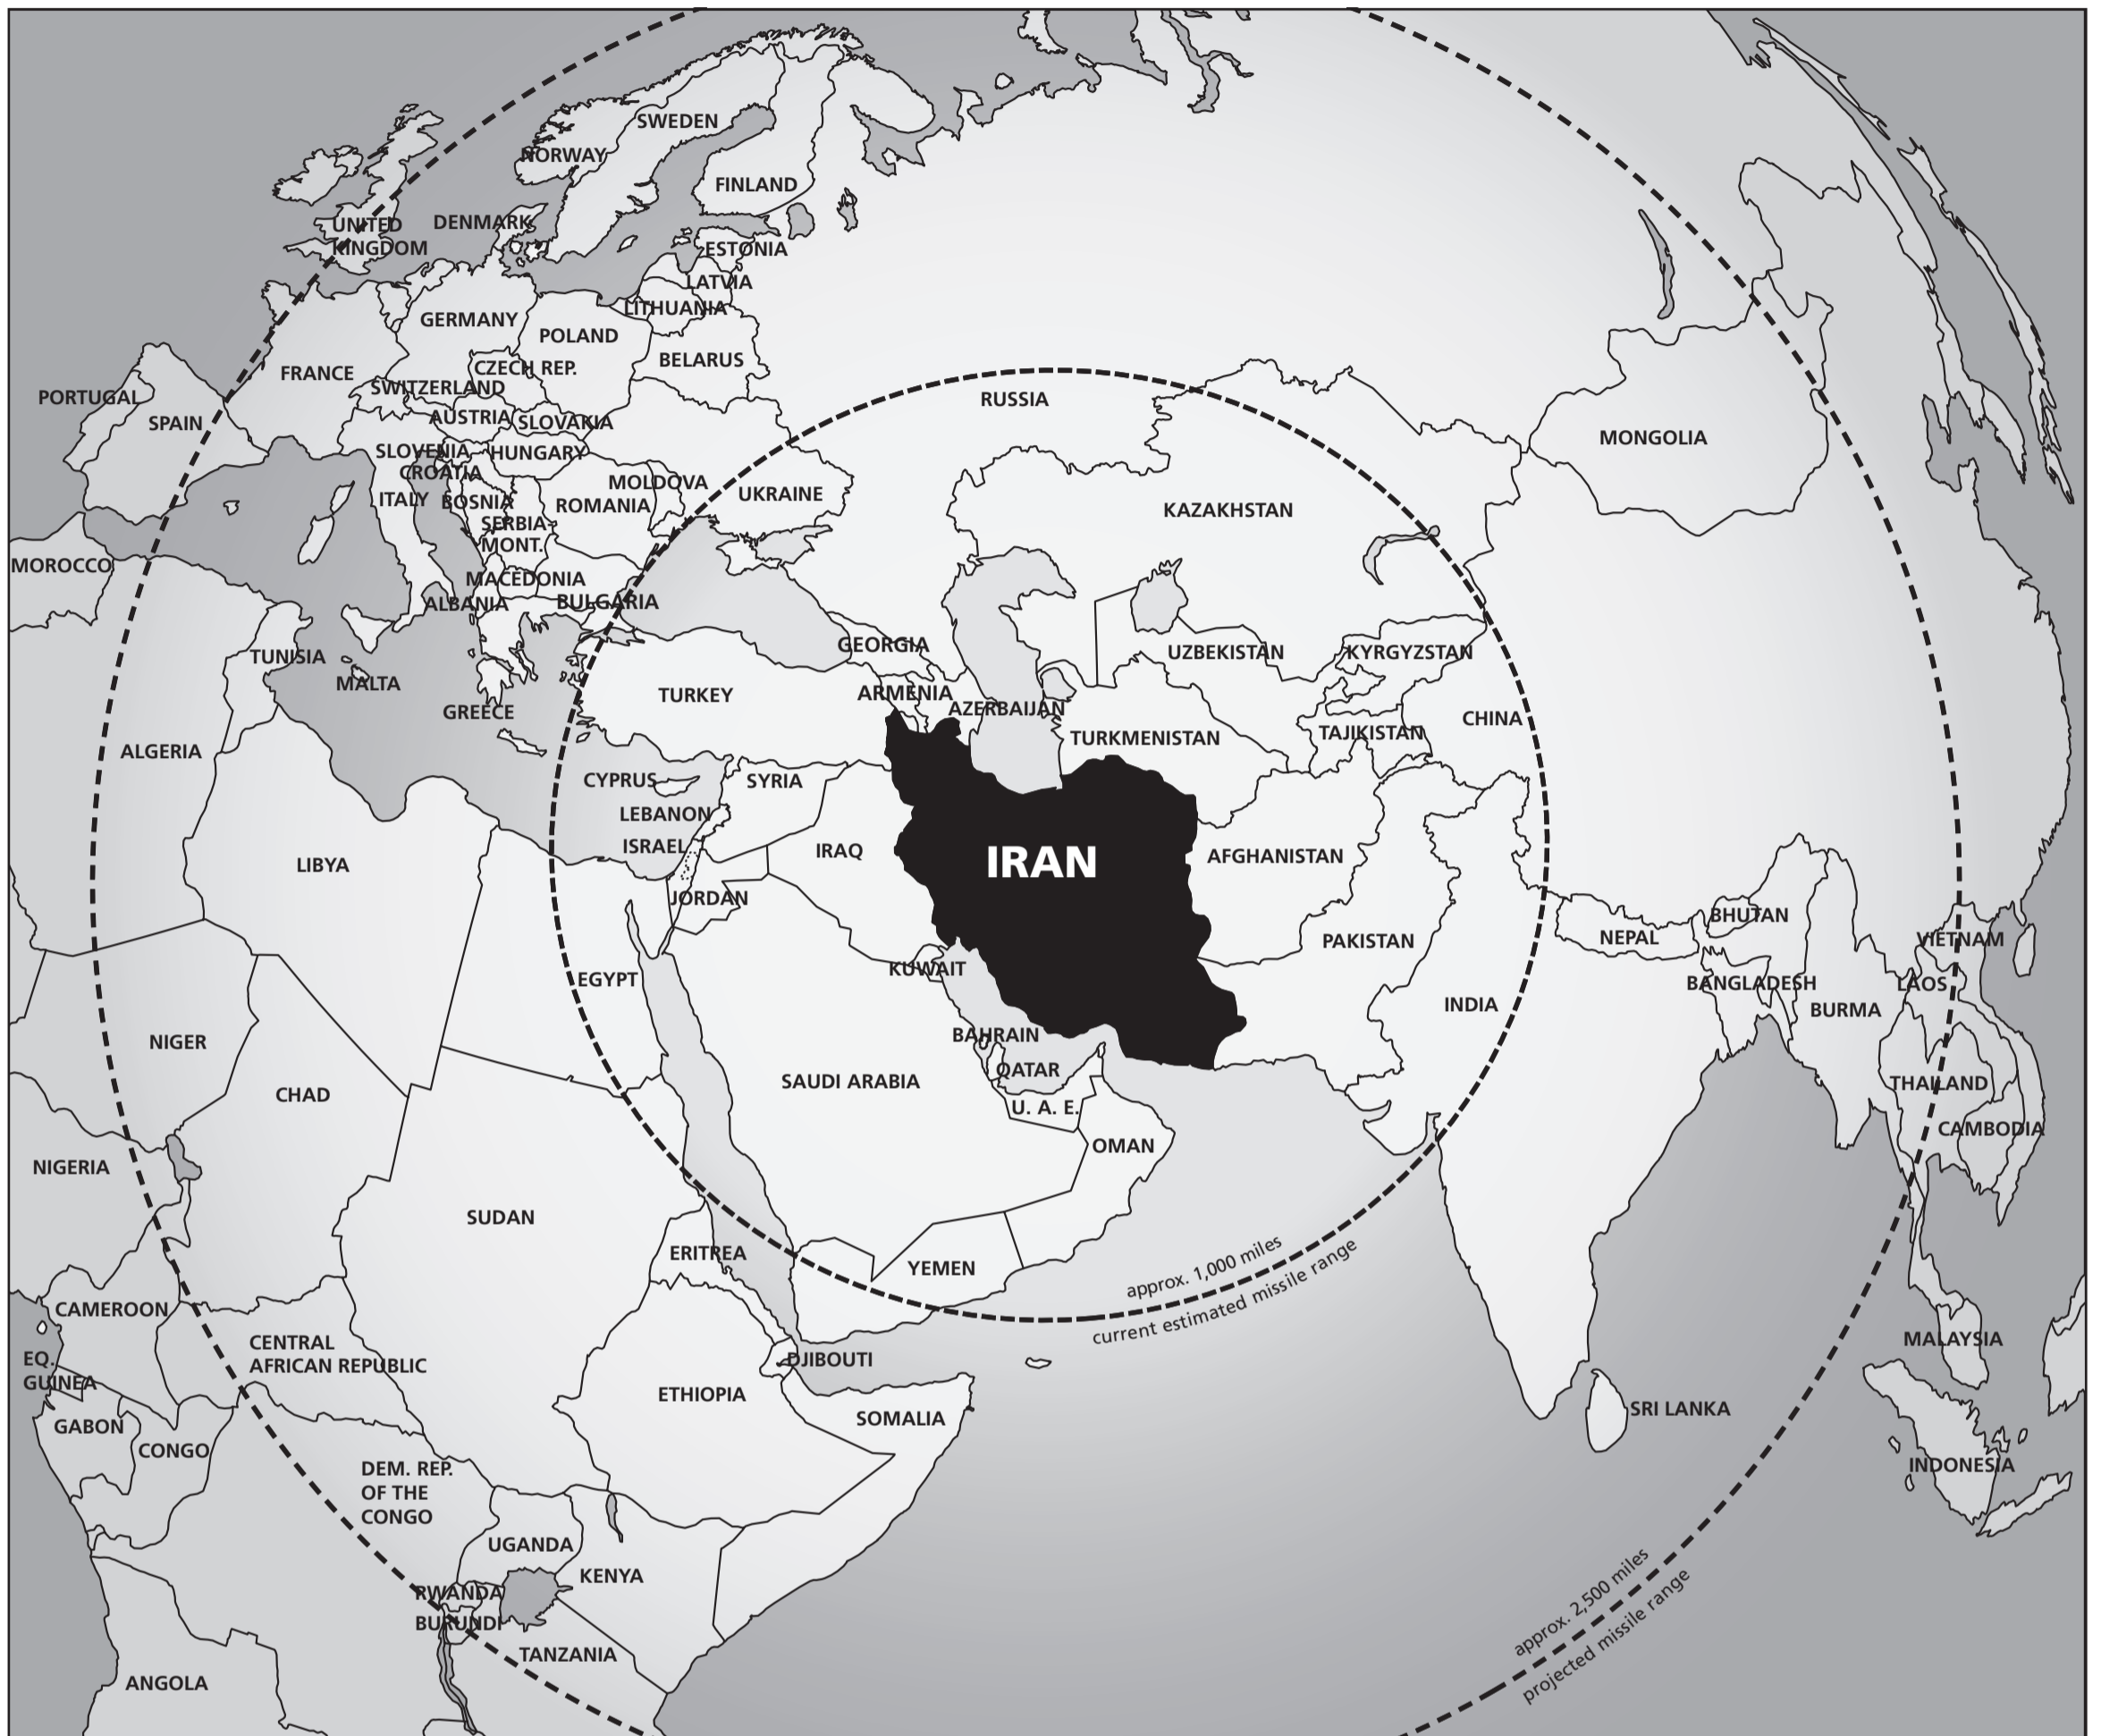 SWEDEN
NORWAY
FINLAND
UNITED
KINGDOM
DENMARK
ESTONIA
LATVIA
LITHUANIA
GERMANY
POLAND
BELARUS
CZECH REP.
FRANCE
SWITZERLAND
PORTUGAL
SPAIN
AUSTRIA
SLOVAKIA
RUSSIA
MONGOLIA
SLOVENIA
HUNGARY
CROATIA
MOLDOVA
ITALY
BOSNIA
ROMANIA
UKRAINE
KAZAKHSTAN
SERBIA-
MONT.
MOROCCO
MACEDONIA
ALBANIA
BULGARIA
GEORGIA
UZBEKISTAN
KYRGYZSTAN
TUNISIA
MALTA
TURKEY
ARMENIA
AZERBAIJAN
GREECE
CHINA
TURKMENISTAN
TAJIKISTAN
ALGERIA
CYPRUS
SYRIA
LEBANON
ISRAEL
IRAQ
IRAN
AFGHANISTAN
LIBYA
JORDAN
BHUTAN
NEPAL
PAKISTAN
VIETNAM
KUWAIT
EGYPT
BANGLADESH
LAOS
INDIA
BURMA
BAHRAIN
NIGER
QATAR
SAUDI ARABIA
THAILAND
CHAD
U. A. E.
CAMBODIA
OMAN
NIGERIA
SUDAN
ERITREA
YEMEN
approx. 1,000 miles
current estimated missile range
CAMEROON
MALAYSIA
CENTRAL
AFRICAN REPUBLIC
EQ.
GUINEA
DJIBOUTI
ETHIOPIA
SRI LANKA
SOMALIA
GABON
CONGO
INDONESIA
DEM. REP.
OF THE
CONGO
UGANDA
KENYA
RWANDA
BURUNDI
approx. 2,500 miles
projected missile range
TANZANIA
ANGOLA